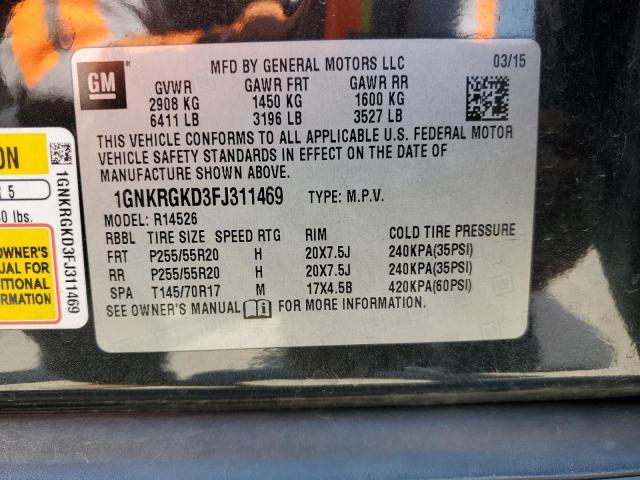 GM
MFD BY GENERAL MOTORS LLC 03/15
GVWR GAWR FRT GAWR RR
2908 KG 1450 KG 1600 KG
6411 LB 3196 LB 3527 LB
THIS VEHICLE CONFORMS TO ALL APPLICABLE U.S. FEDERAL MOTOR
VEHICLE SAFETY STANDARDS IN EFFECT ON THE DATE OF
MANUFACTURE SHOWN ABOVE.
1GNKRGKD3FJ311469 TYPE: M.P.V.
MODEL: R14526
RBBL TIRE SIZE SPEED RTG RIM COLD TIRE PRESSURE
FRT P255/55R20 H 20X7.5J 240KPA(35PSI)
RR P255/55R20 H 20X7.5J 240KPA(35PSI)
SPA T145/70R17 M 17X4.5B 420KPA(60PSI)
SEE OWNER'S MANUAL FOR MORE INFORMATION.
ON
5
lbs.
OWNER'S
UAL FOR
DITIONAL
RMATION
1GNKRGKD3FJ311469